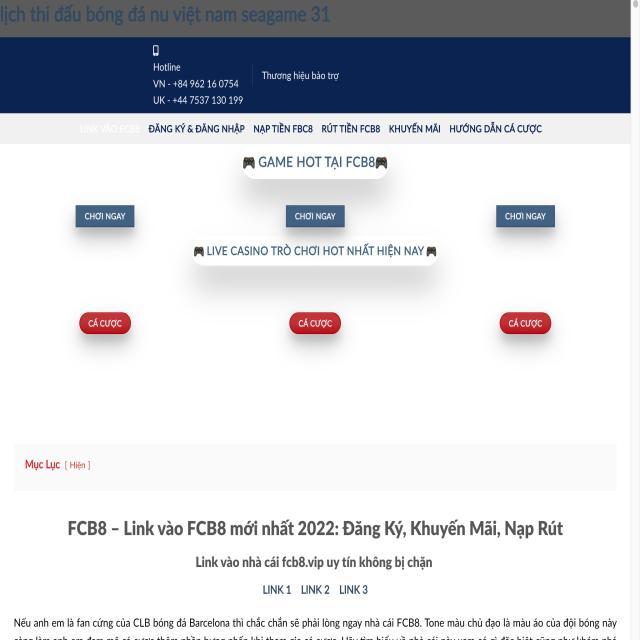 lịch thi đấu bóng đá nu việt nam seagame 31
Hotline
VN - +84 962 16 0754
UK - +44 7537 130 199
Thương hiệu bảo trợ
LINK VÀO FCB8 ĐĂNG KÝ & ĐĂNG NHẬP NẠP TIỀN FBC8 RÚT TIỀN FCB8 KHUYẾN MÃI HƯỚNG DẪN CÁ CƯỢC
🎮 GAME HOT TẠI FCB8🎮
CHƠI NGAY CHƠI NGAY CHƠI NGAY
🎮 LIVE CASINO TRÒ CHƠI HOT NHẤT HIỆN NAY 🎮
CÁ CƯỢC CÁ CƯỢC CÁ CƯỢC
Mục Lục [ Hiện ]
FCB8 – Link vào FCB8 mới nhất 2022: Đăng Ký, Khuyến Mãi, Nạp Rút
Link vào nhà cái fcb8.vip uy tín không bị chặn
LINK 1 LINK 2 LINK 3
Nếu anh em là fan cứng của CLB bóng đá Barcelona thì chắc chắn sẽ phải lòng ngay nhà cái FCB8. Tone màu chủ đạo là màu áo của đội bóng này